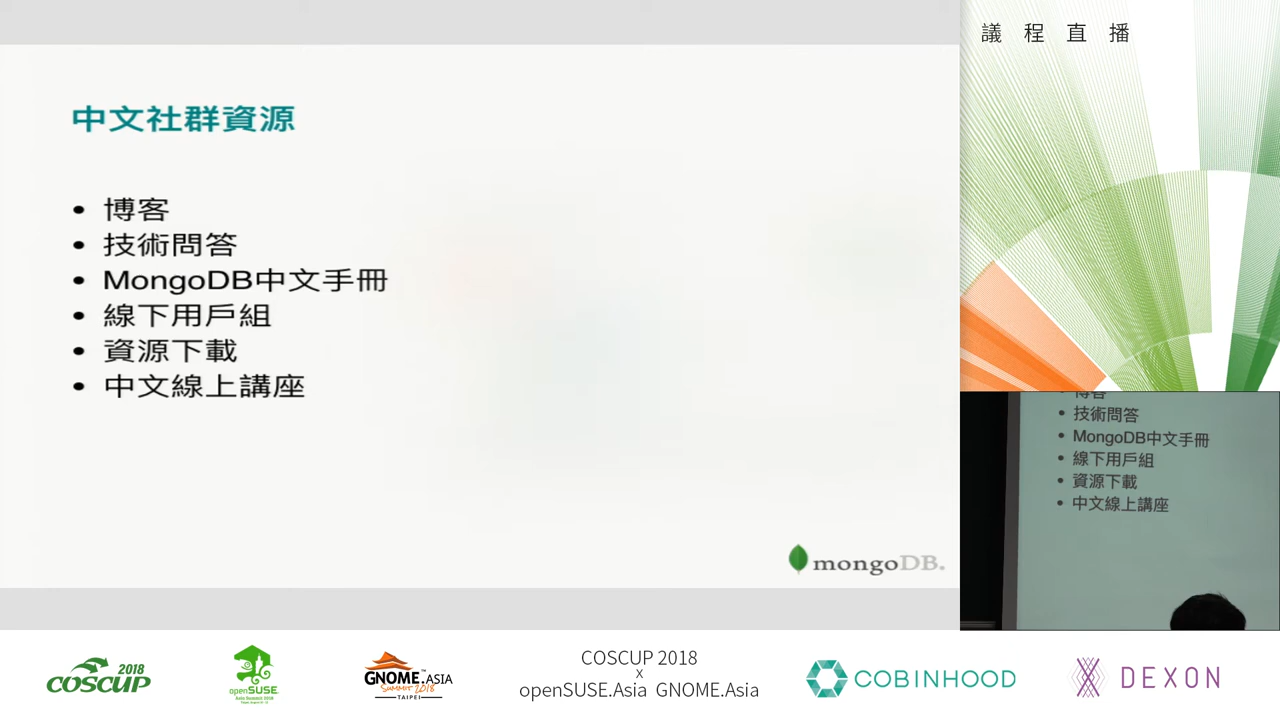 中文社群資源
• 博客
• 技術問答
• MongoDB中文手冊
• 線下用戶組
• 資源下載
• 中文線上講座
mongoDB.
議程直播
• 博客
• 技術問答
• MongoDB中文手冊
• 線下用戶組
• 資源下載
• 中文線上講座
2018
COSCUP
openSUSE
GNOME.ASIA
SUMMIT 2018
TAIPEI
COSCUP 2018
x
openSUSE.Asia GNOME.Asia
COBINHOOD
DEXON